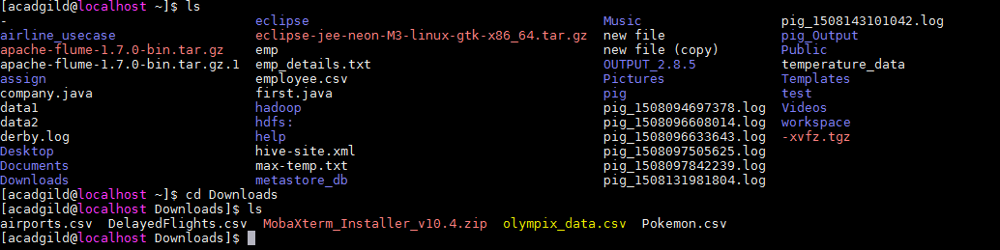 [acadgild@localhost ~]$ ls
- eclipse Music pig_1508143101042.log
airline_usecase eclipse-jee-neon-M3-linux-gtk-x86_64.tar.gz new file pig_Output
apache-flume-1.7.0-bin.tar.gz emp new file (copy) Public
apache-flume-1.7.0-bin.tar.gz.1 emp_details.txt OUTPUT_2.8.5 temperature_data
assign employee.csv Pictures Templates
company.java first.java pig test
data1 hadoop pig_1508094697378.log Videos
data2 hdfs: pig_1508096608014.log workspace
derby.log help pig_1508096633643.log -xvfz.tgz
Desktop hive-site.xml pig_1508097505625.log
Documents max-temp.txt pig_1508097842239.log
Downloads metastore_db pig_1508131981804.log
[acadgild@localhost ~]$ cd Downloads
[acadgild@localhost Downloads]$ ls
airports.csv DelayedFlights.csv MobaXterm_Installer_v10.4.zip olympix_data.csv Pokemon.csv
[acadgild@localhost Downloads]$